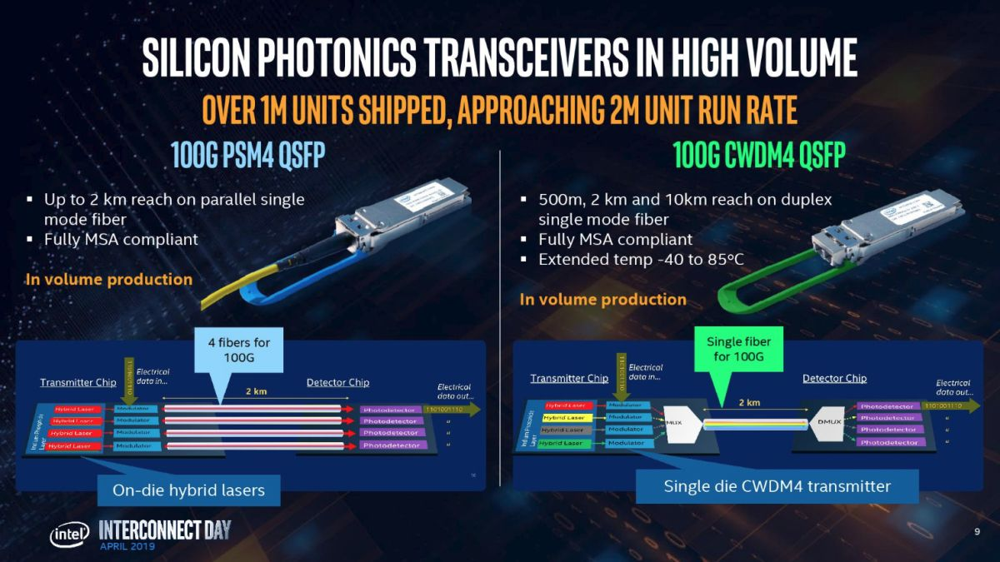 SILICON PHOTONICS TRANSCEIVERS IN HIGH VOLUME
OVER 1M UNITS SHIPPED, APPROACHING 2M UNIT RUN RATE
100G PSM4 QSFP
▪ Up to 2 km reach on parallel single
mode fiber
▪ Fully MSA compliant
In volume production
4 fibers for
100G
Electrical
data in...
Transmitter Chip
2 km
Detector Chip
Electrical
data out...
Hybrid Laser
Modulator
Photodetector
1101001110
Hybrid Laser
Modulator
Photodetector
"
Hybrid Laser
Modulator
Photodetector
"
Hybrid Laser
Modulator
Photodetector
"
On-die hybrid lasers
100G CWDM4 QSFP
▪ 500m, 2 km and 10km reach on duplex
single mode fiber
▪ Fully MSA compliant
▪ Extended temp -40 to 85ºC
In volume production
Single fiber
for 100G
Electrical
data in...
Transmitter Chip
2 km
Detector Chip
Electrical
data out...
Hybrid Laser
Modulator
Photodetector
1101001110
Hybrid Laser
Modulator
Photodetector
"
MUX
DMUX
Hybrid Laser
Modulator
Photodetector
"
Hybrid Laser
Modulator
Photodetector
"
Single die CWDM4 transmitter
intel
INTERCONNECT DAY
APRIL 2019
9